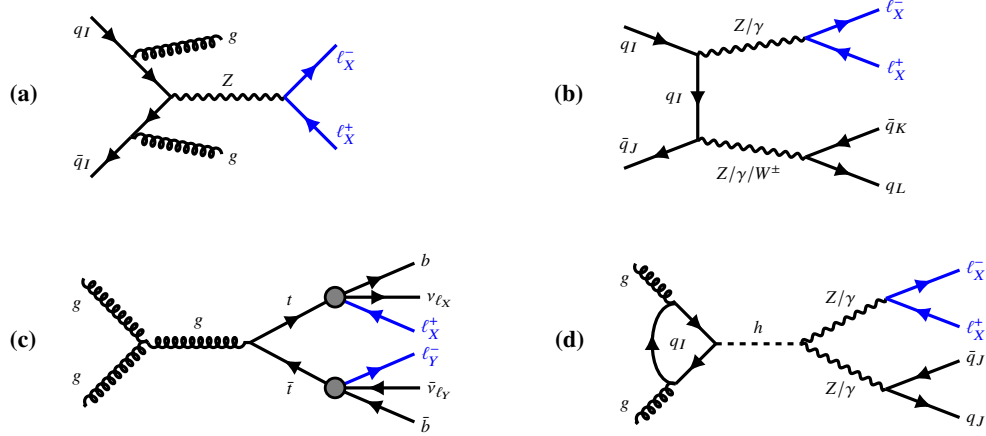 (a)
q_I
g
Z
ℓ_X^-
ℓ_X^+
q̄_I
g
(b)
q_I
Z/γ
ℓ_X^-
ℓ_X^+
q_I
q̄_J
Z/γ/W^±
q̄_K
q_L
(c)
g
g
g
t
t̄
b
ν_{ℓ_X}
ℓ_X^+
ℓ_Y^-
ν̄_{ℓ_Y}
b̄
(d)
g
q_I
g
h
Z/γ
Z/γ
ℓ_X^-
ℓ_X^+
q̄_J
q_J